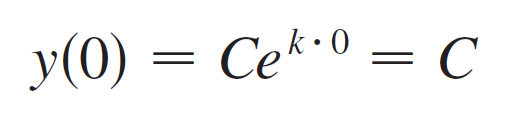 y(0) = Ce^{k·0} = C